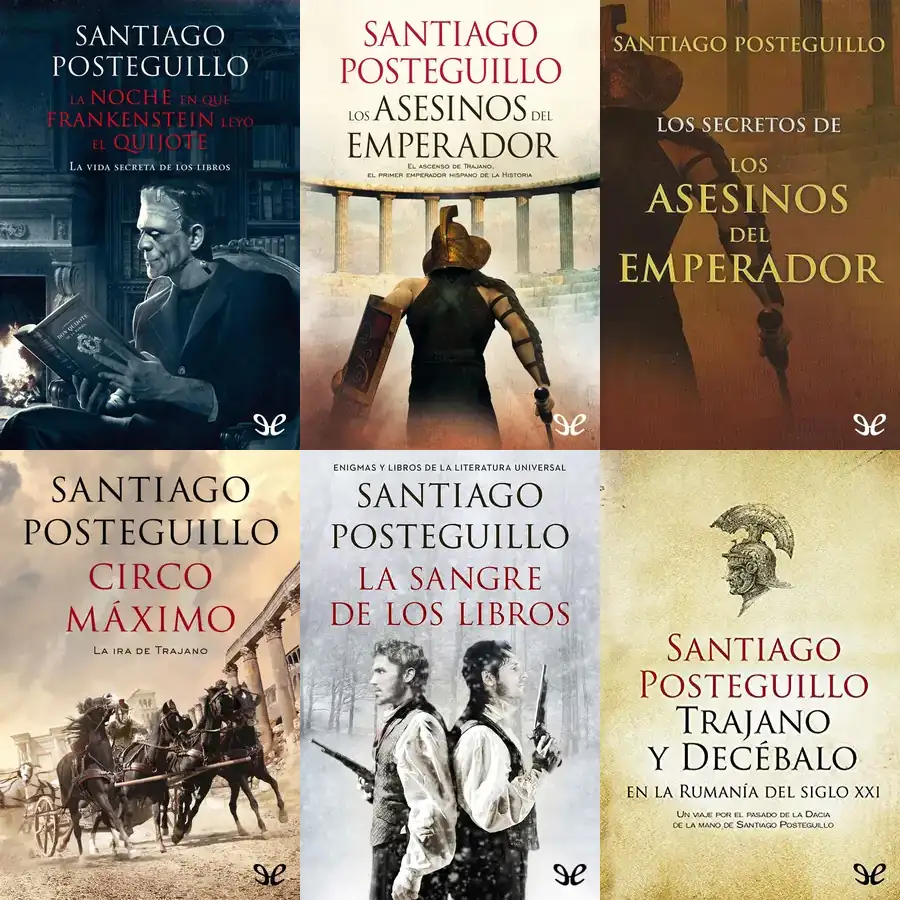 SANTIAGO
POSTEGUILLO
LA NOCHE EN QUE
FRANKENSTEIN LEYÓ
EL QUIJOTE
LA VIDA SECRETA DE LOS LIBROS
DON QUIJOTE
SANTIAGO
POSTEGUILLO
LOS ASESINOS DEL
EMPERADOR
EL ASCENSO DE TRAJANO,
EL PRIMER EMPERADOR HISPANO DE LA HISTORIA
SANTIAGO POSTEGUILLO
LOS SECRETOS DE
LOS
ASESINOS
DEL
EMPERADOR
SANTIAGO
POSTEGUILLO
CIRCO
MÁXIMO
LA IRA DE TRAJANO
ENIGMAS Y LIBROS DE LA LITERATURA UNIVERSAL
SANTIAGO
POSTEGUILLO
LA SANGRE
DE LOS LIBROS
SANTIAGO
POSTEGUILLO
TRAJANO
Y DECÉBALO
EN LA RUMANÍA DEL SIGLO XXI
UN VIAJE POR EL PASADO DE LA DACIA
DE LA MANO DE SANTIAGO POSTEGUILLO